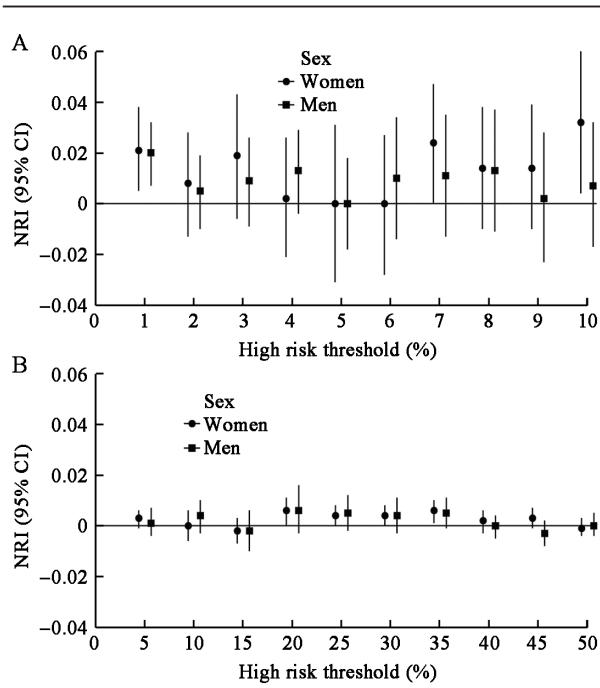 A
0.06
0.04
0.02
0
−0.02
−0.04
NRI (95% CI)
Sex
Women
Men
0 1 2 3 4 5 6 7 8 9 10
High risk threshold (%)
B
0.06
0.04
0.02
0
−0.02
−0.04
NRI (95% CI)
Sex
Women
Men
0 5 10 15 20 25 30 35 40 45 50
High risk threshold (%)